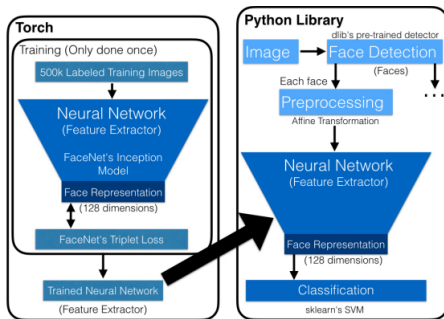 Torch
Training (Only done once)
500k Labeled Training Images
Neural Network
(Feature Extractor)
FaceNet's Inception
Model
Face Representation
(128 dimensions)
FaceNet's Triplet Loss
Trained Neural Network
(Feature Extractor)
Python Library
dlib's pre-trained detector
Image
Face Detection
(Faces)
Each face
...
Preprocessing
Affine Transformation
Neural Network
(Feature Extractor)
Face Representation
(128 dimensions)
Classification
sklearn's SVM